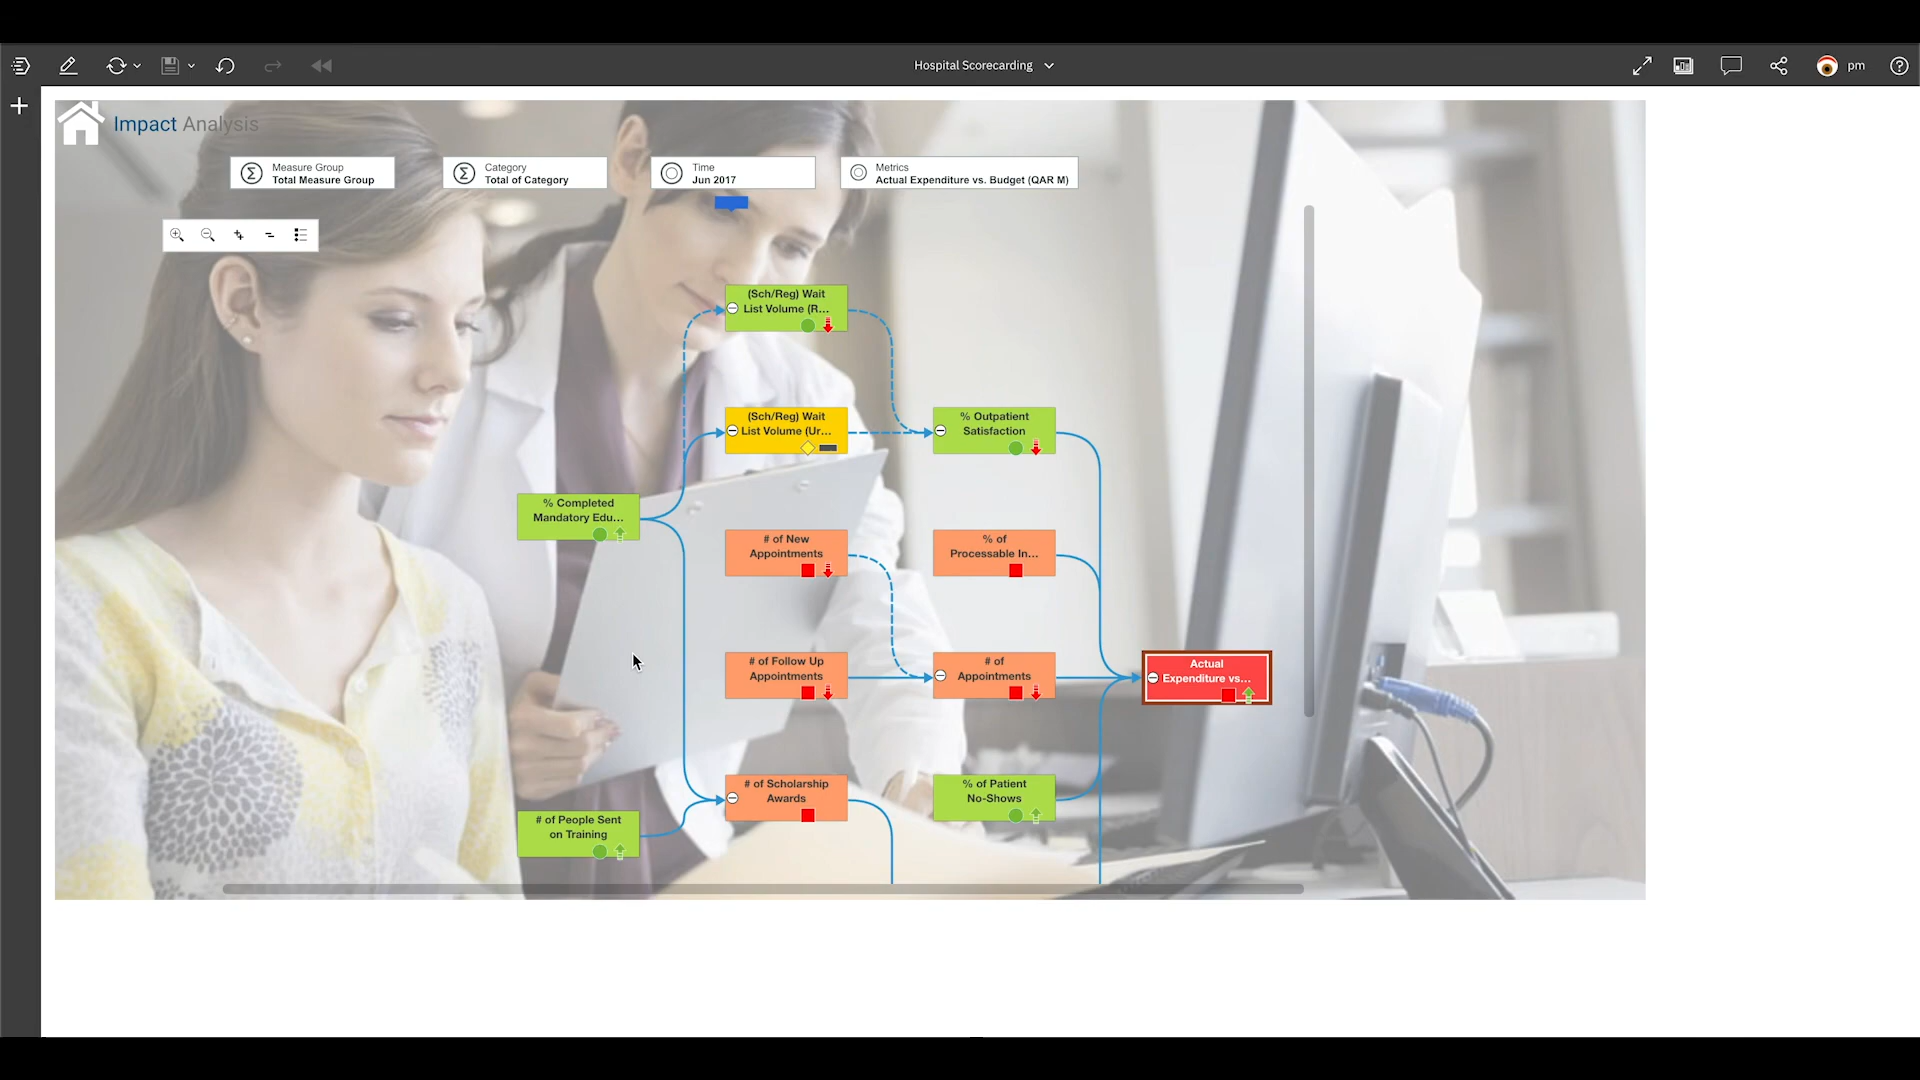 Hospital Scorecarding
pm
Impact Analysis
Measure Group
Total Measure Group
Category
Total of Category
Time
Jun 2017
Metrics
Actual Expenditure vs. Budget (QAR M)
(Sch/Reg) Wait
List Volume (R...
(Sch/Reg) Wait
List Volume (Ur...
% Outpatient
Satisfaction
% Completed
Mandatory Edu...
# of New
Appointments
% of
Processable In...
# of Follow Up
Appointments
# of
Appointments
Actual
Expenditure vs...
# of Scholarship
Awards
% of Patient
No-Shows
# of People Sent
on Training